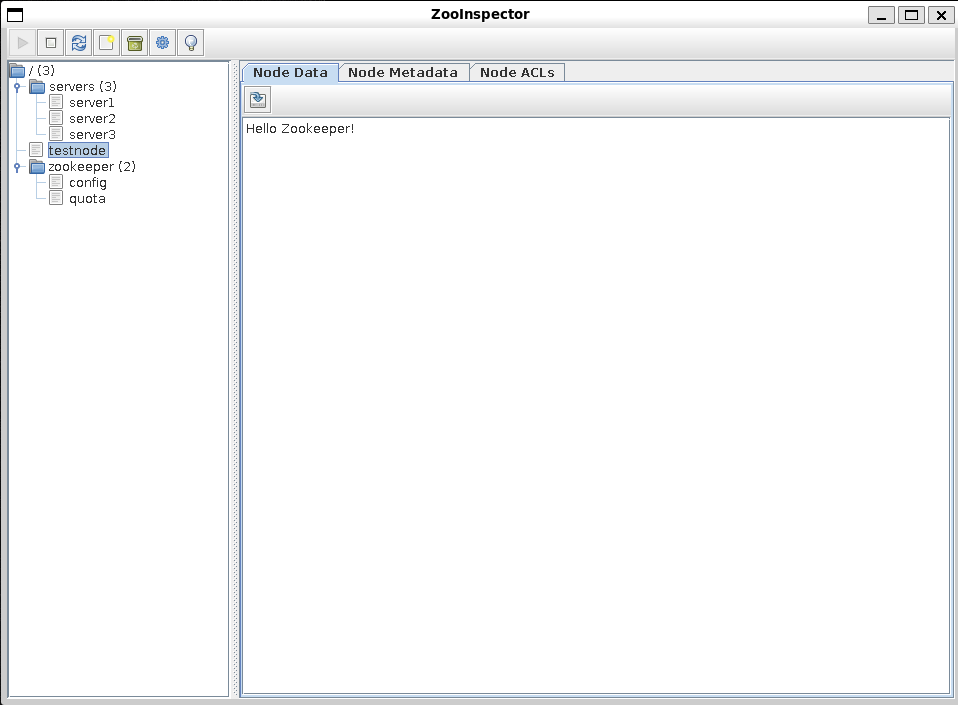 ZooInspector
/ (3)
servers (3)
server1
server2
server3
testnode
zookeeper (2)
config
quota
Node Data
Node Metadata
Node ACLs
Hello Zookeeper!